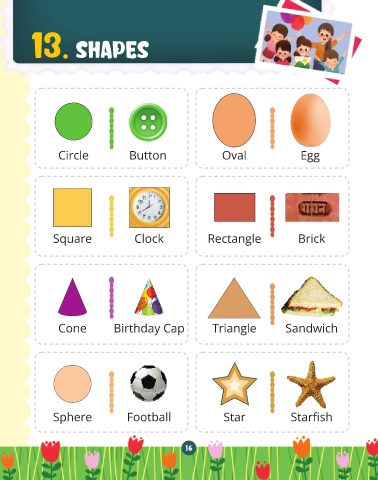 13. SHAPES
Circle Button
Oval Egg
Square Clock
Rectangle Brick
Cone Birthday Cap
Triangle Sandwich
Sphere Football
Star Starfish
16